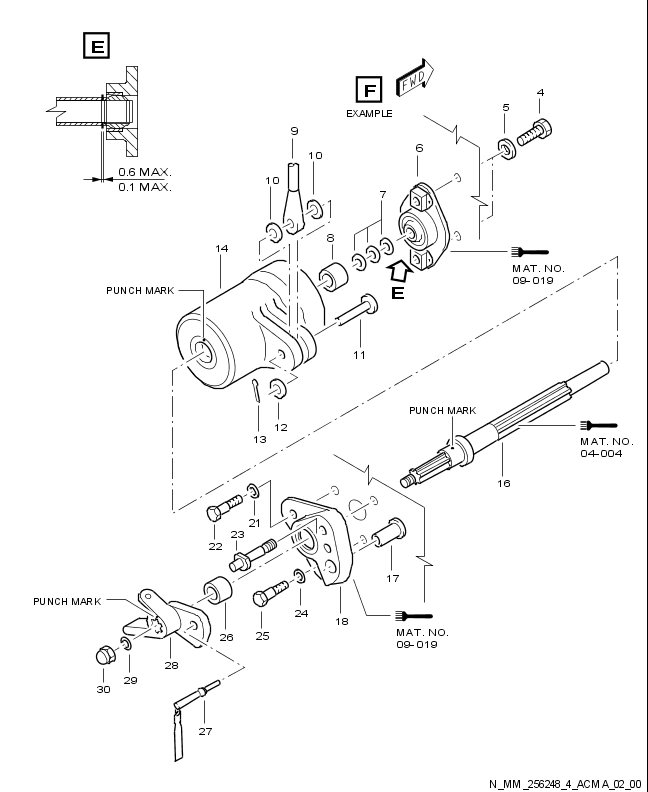 E
F
FWD
EXAMPLE
4
5
6
7
8
9
10
10
0.6 MAX.
0.1 MAX.
14
PUNCH MARK
E
MAT. NO.
09-019
11
12
13
PUNCH MARK
MAT. NO.
04-004
16
21
22
23
17
24
25
18
26
PUNCH MARK
MAT. NO.
09-019
28
29
30
27
N_MM_256248_4_ACMA_02_00